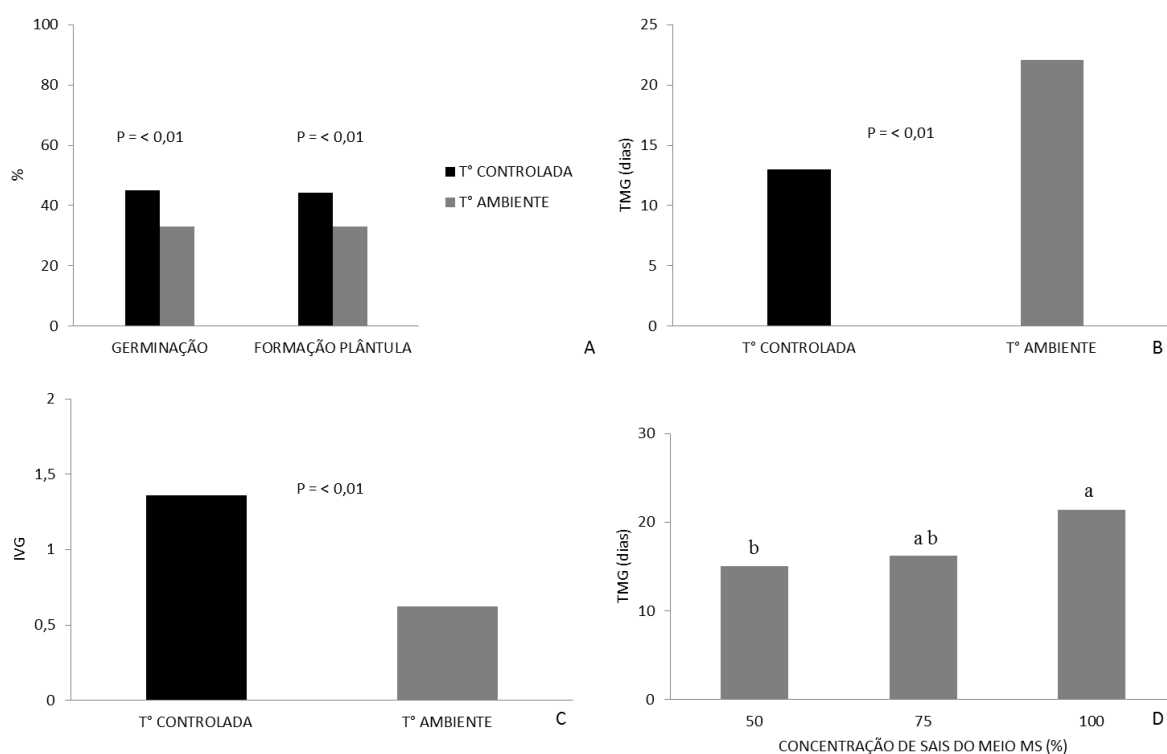 100
80
60
40
20
0
%
P = < 0,01
P = < 0,01
GERMINAÇÃO
FORMAÇÃO PLÂNTULA
T° CONTROLADA
T° AMBIENTE
A
25
20
15
10
5
0
TMG (dias)
P = < 0,01
T° CONTROLADA
T° AMBIENTE
B
2
1,5
1
0,5
0
IVG
P = < 0,01
T° CONTROLADA
T° AMBIENTE
C
30
20
10
0
TMG (dias)
b
a b
a
50
75
100
CONCENTRAÇÃO DE SAIS DO MEIO MS (%)
D